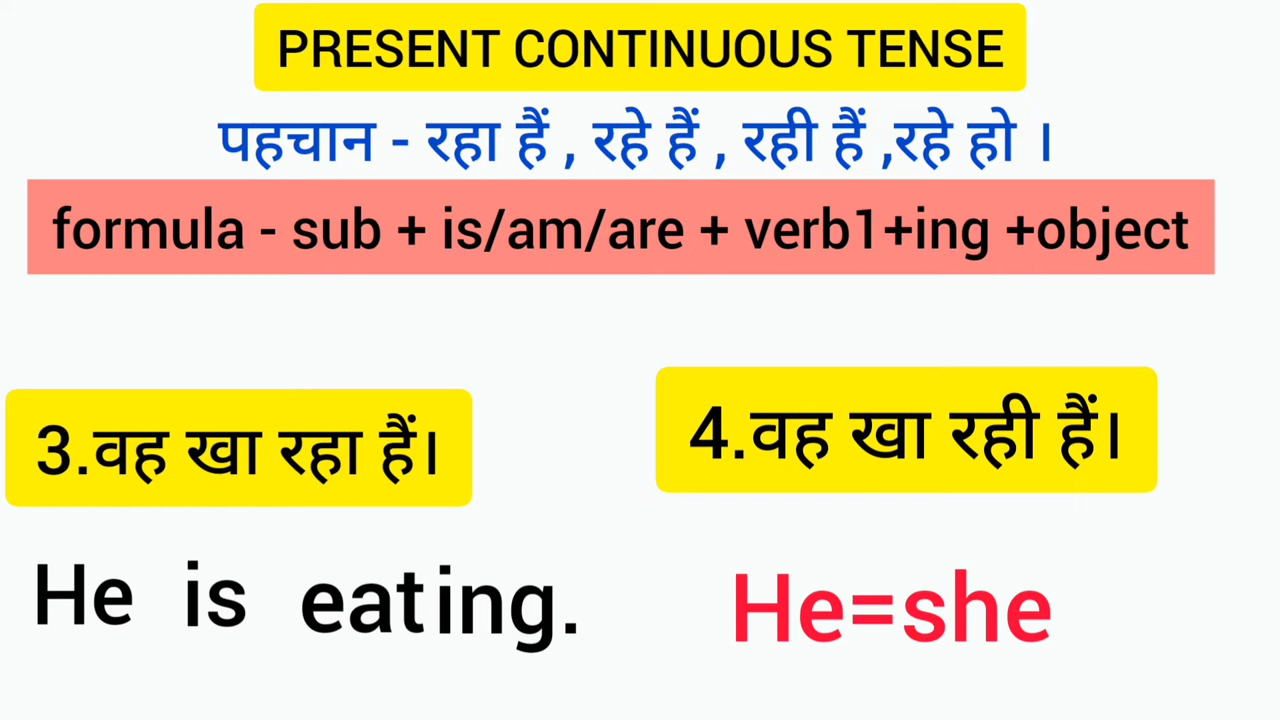 PRESENT CONTINUOUS TENSE
पहचान - रहा हैं , रहे हैं , रही हैं ,रहे हो ।
formula - sub + is/am/are + verb1+ing +object
3.वह खा रहा हैं।
4.वह खा रही हैं।
He is eating.
He=she